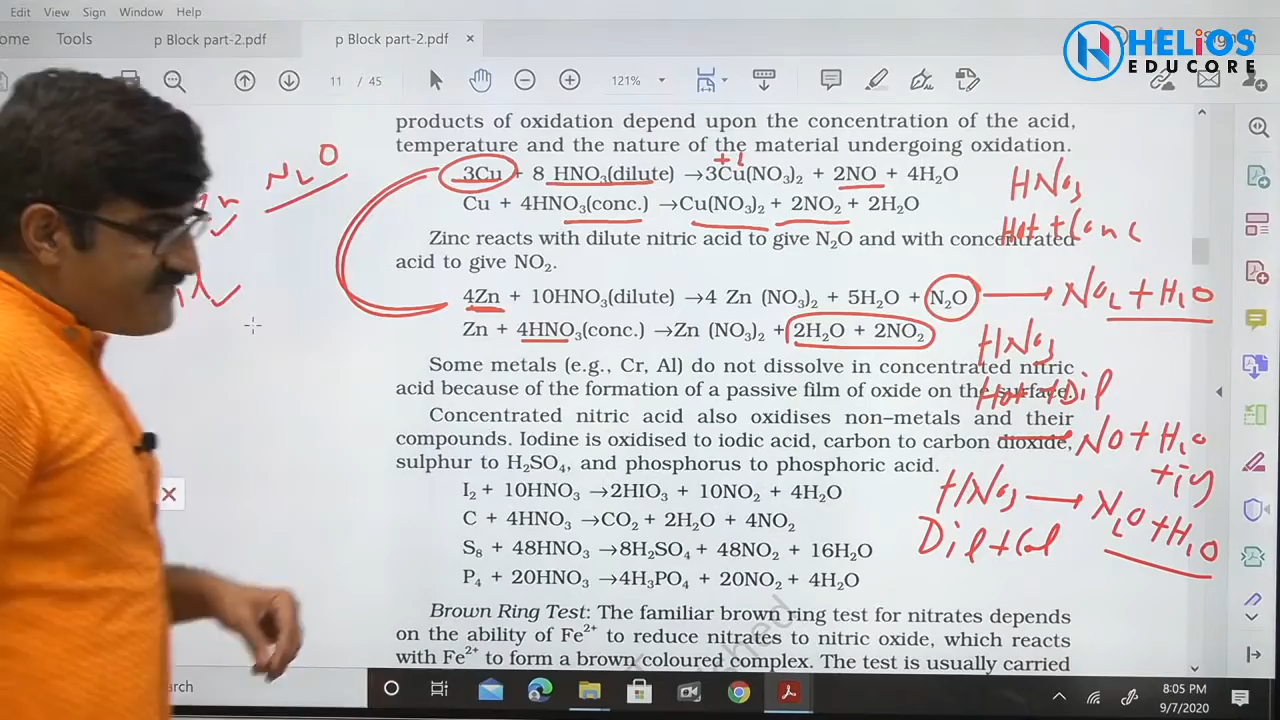 Edit View Sign Window Help
HELiOS
EDUCORE
ome Tools p Block part-2.pdf p Block part-2.pdf ×
11 / 45 121%
products of oxidation depend upon the concentration of the acid,
temperature and the nature of the material undergoing oxidation.
+2
3Cu + 8 HNO₃(dilute) →3Cu(NO₃)₂ + 2NO + 4H₂O
Cu + 4HNO₃(conc.) →Cu(NO₃)₂ + 2NO₂ + 2H₂O
Zinc reacts with dilute nitric acid to give N₂O and with concentrated
acid to give NO₂.
4Zn + 10HNO₃(dilute) →4 Zn (NO₃)₂ + 5H₂O + N₂O
Zn + 4HNO₃(conc.) →Zn (NO₃)₂ + 2H₂O + 2NO₂
Some metals (e.g., Cr, Al) do not dissolve in concentrated nitric
acid because of the formation of a passive film of oxide on the surface.
Concentrated nitric acid also oxidises non–metals and their
compounds. Iodine is oxidised to iodic acid, carbon to carbon dioxide,
sulphur to H₂SO₄, and phosphorus to phosphoric acid.
I₂ + 10HNO₃ →2HIO₃ + 10NO₂ + 4H₂O
C + 4HNO₃ →CO₂ + 2H₂O + 4NO₂
S₈ + 48HNO₃ →8H₂SO₄ + 48NO₂ + 16H₂O
P₄ + 20HNO₃ →4H₃PO₄ + 20NO₂ + 4H₂O
Brown Ring Test: The familiar brown ring test for nitrates depends
on the ability of Fe²⁺ to reduce nitrates to nitric oxide, which reacts
with Fe²⁺ to form a brown coloured complex. The test is usually carried
N₂O
HNO₃
Hot + Conc
NO₂ + H₂O
HNO₃
Hot + Dil
NO + H₂O
HNO₃ → N₂O + H₂O
Dil + Col
arch
8:05 PM
9/7/2020